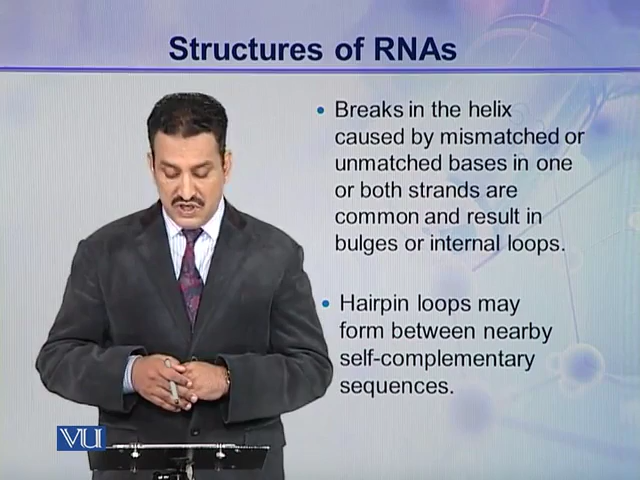 Structures of RNAs
• Breaks in the helix
caused by mismatched or
unmatched bases in one
or both strands are
common and result in
bulges or internal loops.
• Hairpin loops may
form between nearby
self-complementary
sequences.
VU